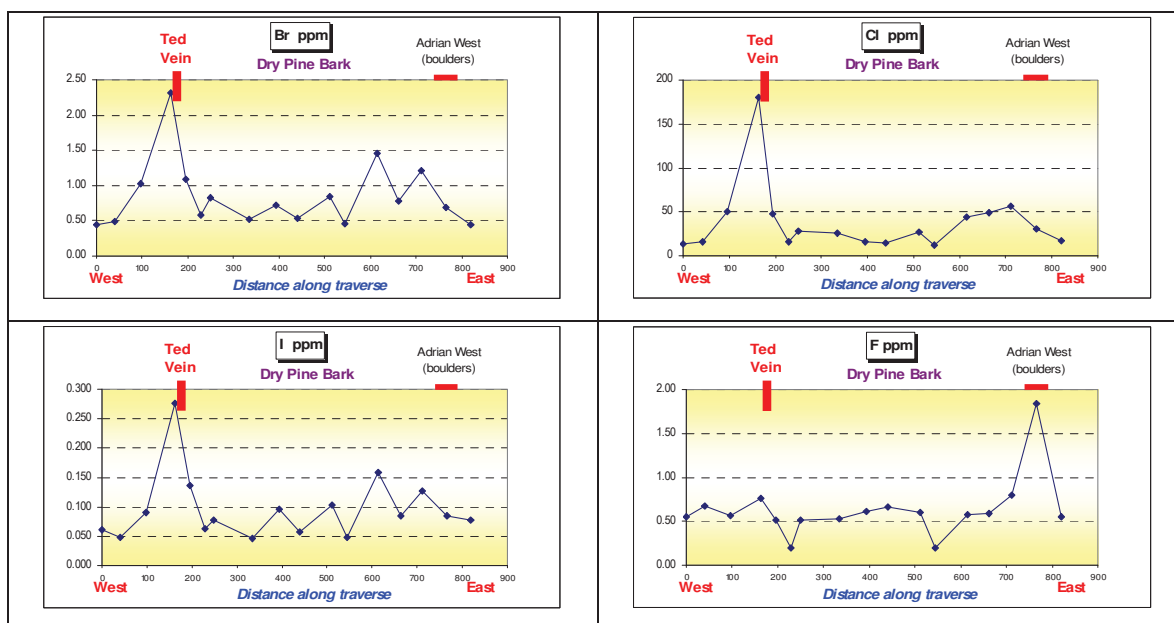 Br ppm
Ted
Vein
Dry Pine Bark
Adrian West
(boulders)
2.50
2.00
1.50
1.00
0.50
0.00
0 100 200 300 400 500 600 700 800 900
West Distance along traverse East
Cl ppm
Ted
Vein
Dry Pine Bark
Adrian West
(boulders)
200
150
100
50
0
0 100 200 300 400 500 600 700 800 900
West Distance along traverse East
I ppm
Ted
Vein
Dry Pine Bark
Adrian West
(boulders)
0.300
0.250
0.200
0.150
0.100
0.050
0.000
0 100 200 300 400 500 600 700 800 900
West Distance along traverse East
F ppm
Ted
Vein
Dry Pine Bark
Adrian West
(boulders)
2.00
1.50
1.00
0.50
0.00
0 100 200 300 400 500 600 700 800 900
West Distance along traverse East